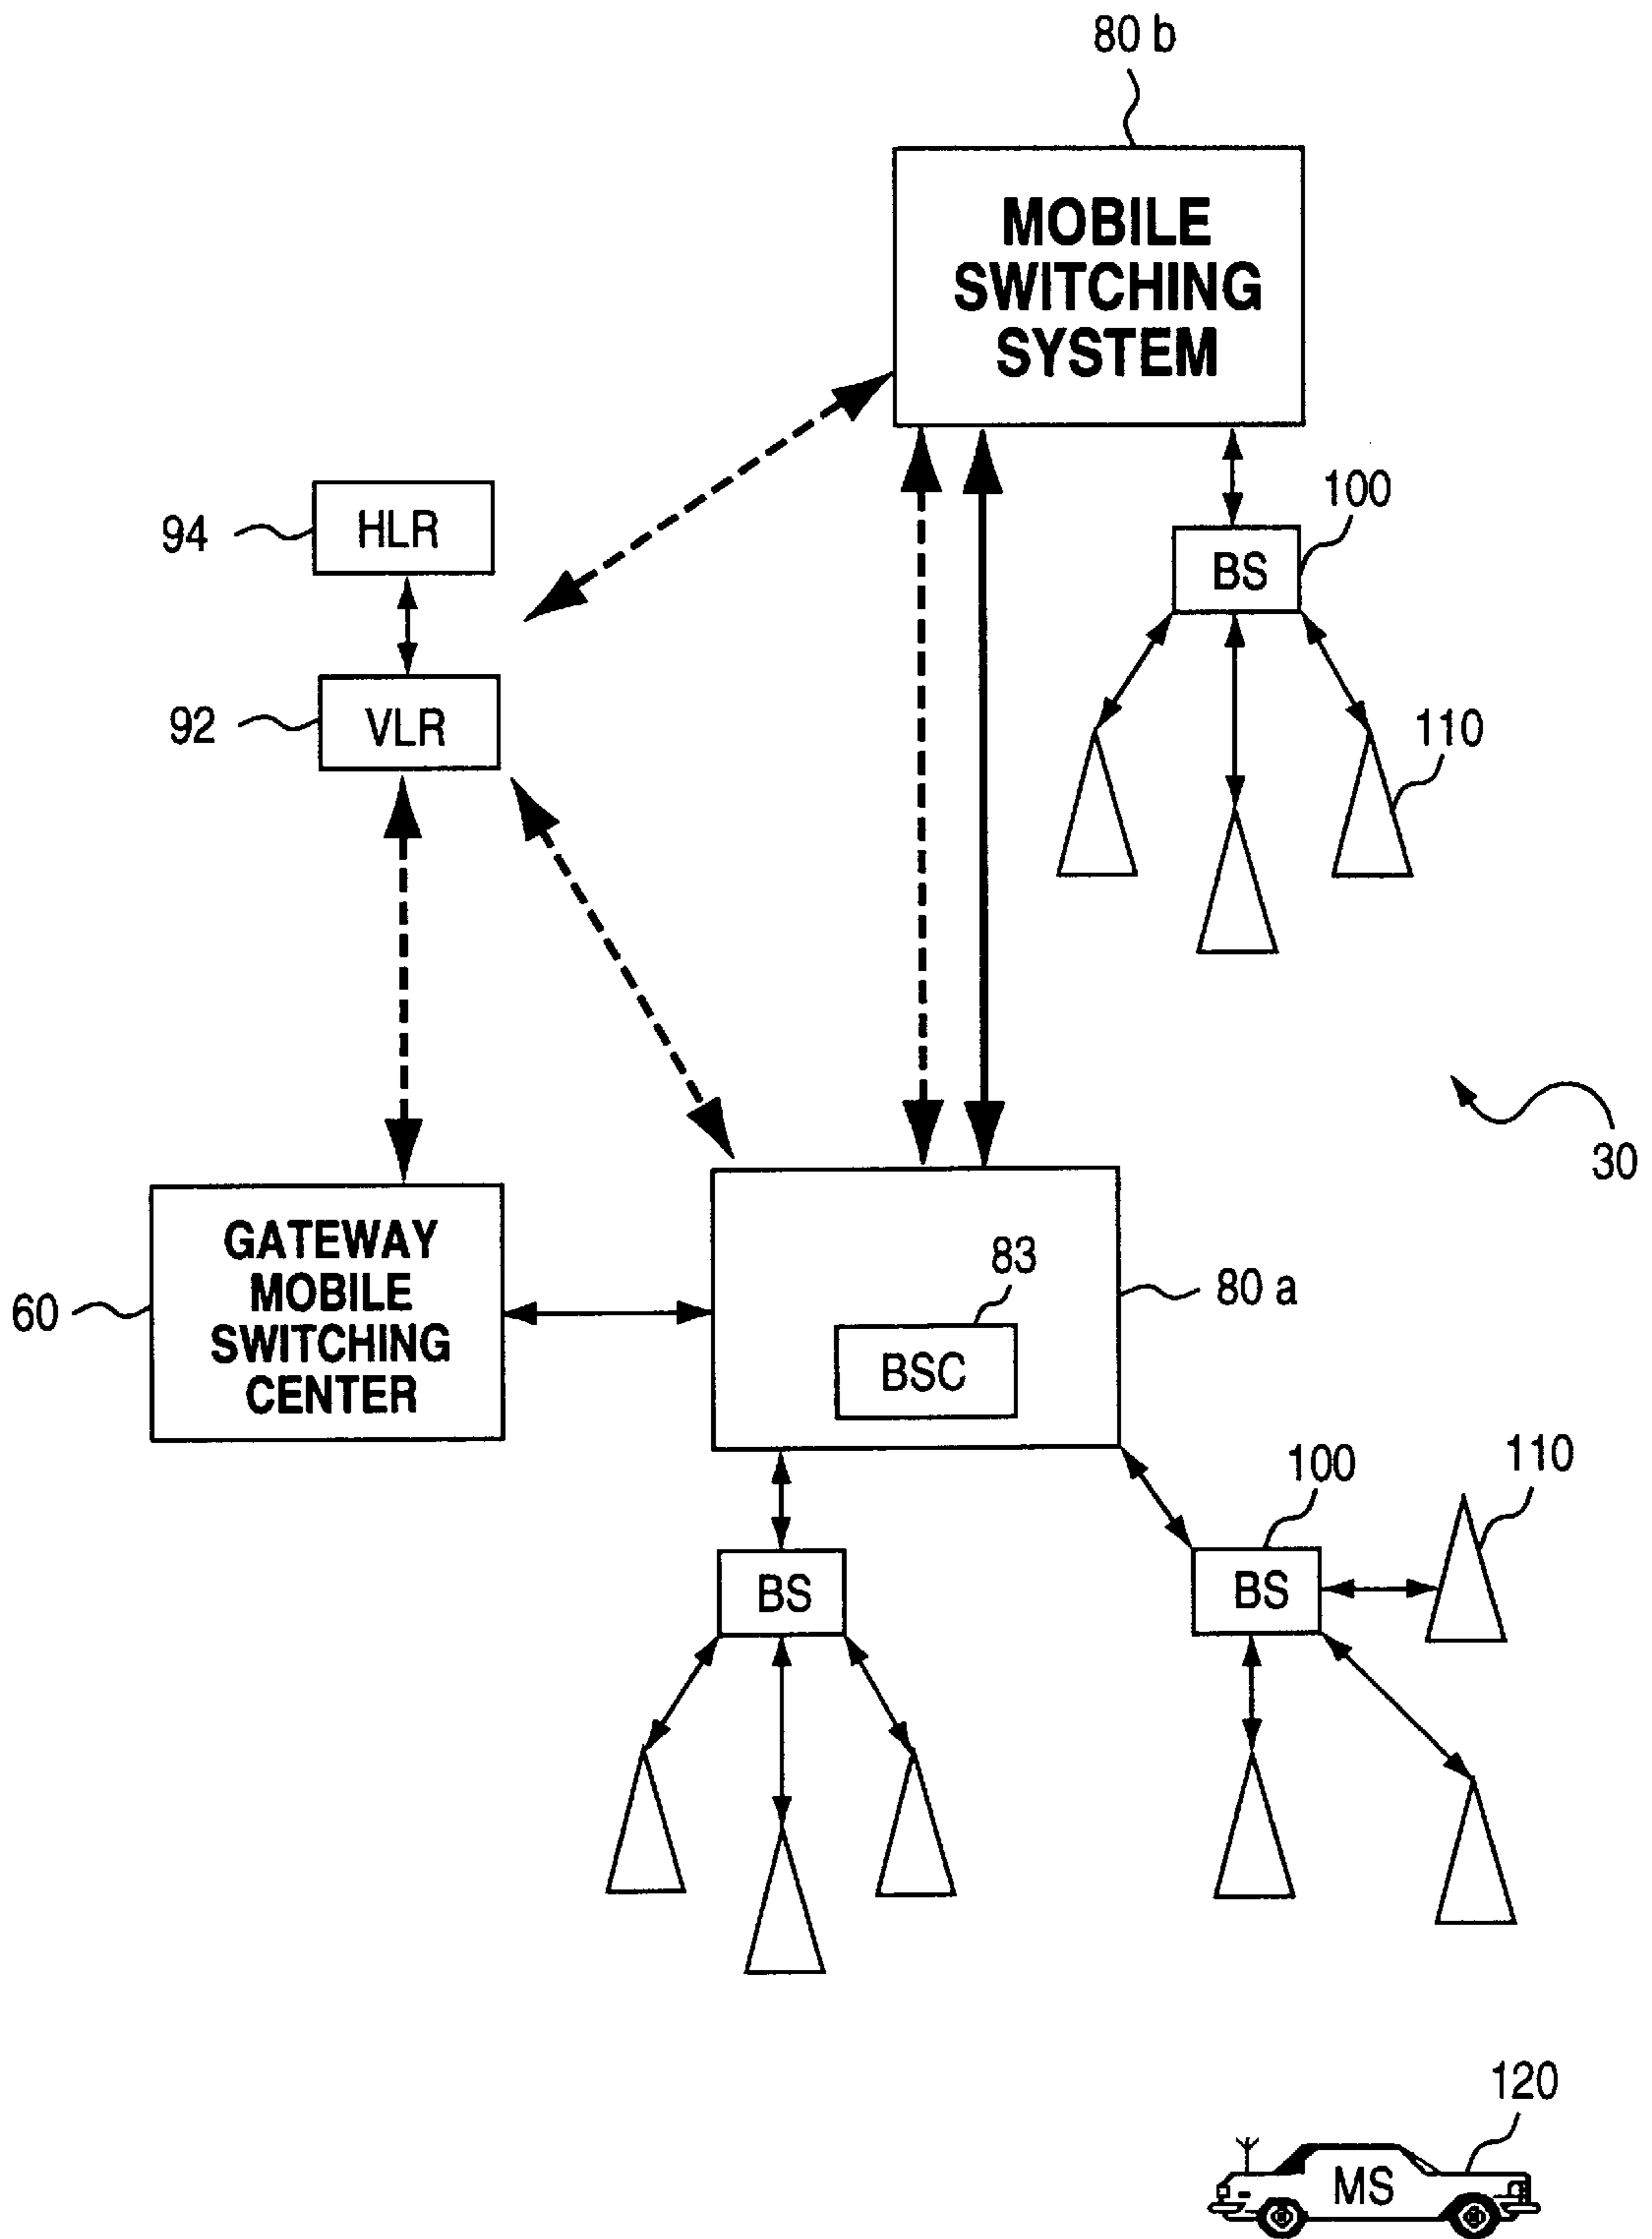 80 b
MOBILE
SWITCHING
SYSTEM
100
94
HLR
BS
92
VLR
110
30
GATEWAY
MOBILE
SWITCHING
CENTER
60
83
80 a
BSC
100
110
BS
BS
120
MS